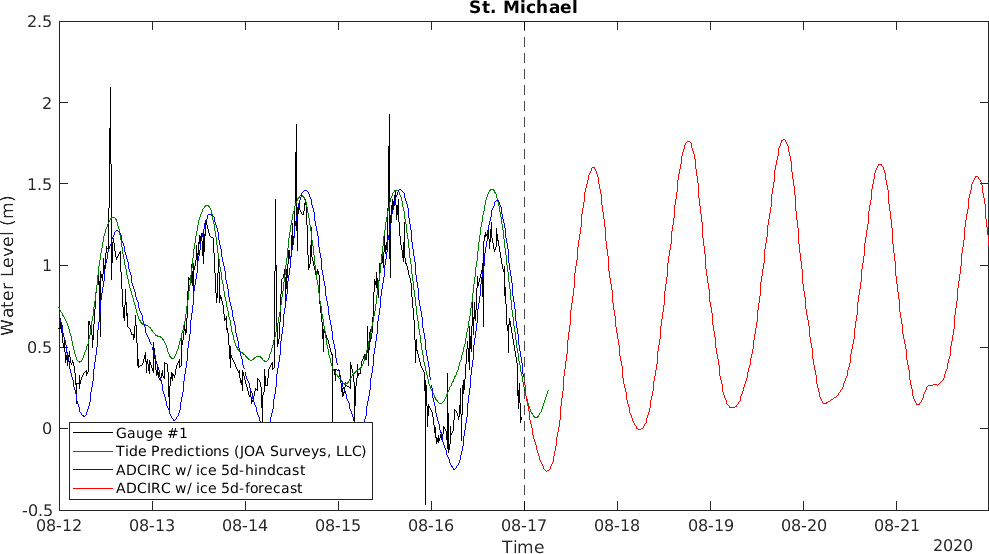 St. Michael
2.5
2
1.5
1
0.5
0
-0.5
Water Level (m)
Gauge #1
Tide Predictions (JOA Surveys, LLC)
ADCIRC w/ ice 5d-hindcast
ADCIRC w/ ice 5d-forecast
08-12 08-13 08-14 08-15 08-16 08-17 08-18 08-19 08-20 08-21
Time
2020